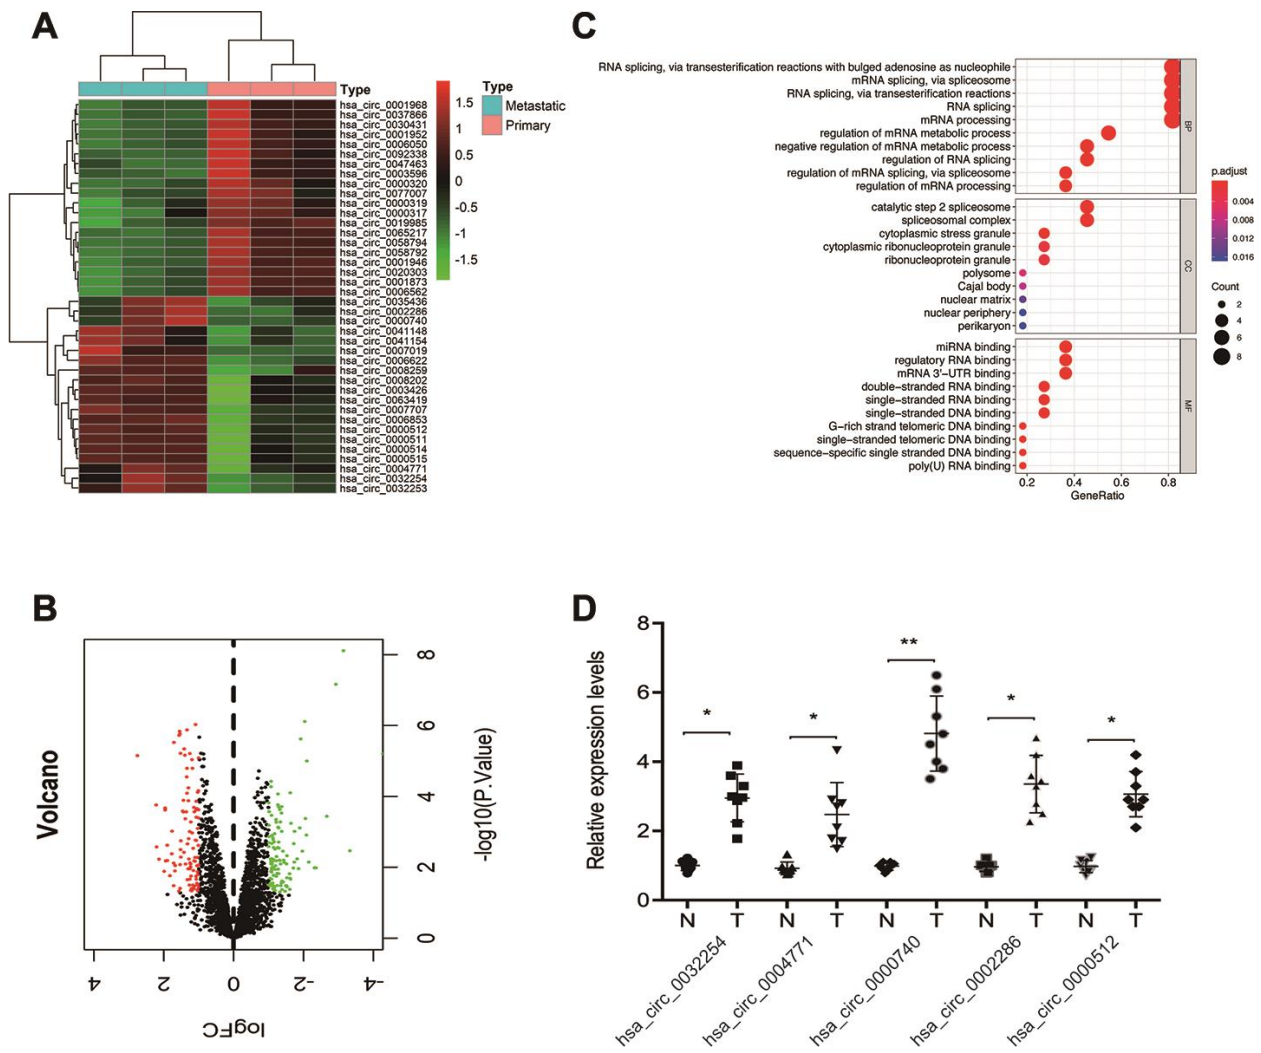 A
Type
hsa_circ_0001968
hsa_circ_0037866
hsa_circ_0030431
hsa_circ_0001952
hsa_circ_0006050
hsa_circ_0092338
hsa_circ_0047463
hsa_circ_0003596
hsa_circ_0000320
hsa_circ_0077007
hsa_circ_0000319
hsa_circ_0000317
hsa_circ_0019985
hsa_circ_0065217
hsa_circ_0058794
hsa_circ_0058792
hsa_circ_0001946
hsa_circ_0020303
hsa_circ_0001873
hsa_circ_0006562
hsa_circ_0035436
hsa_circ_0002286
hsa_circ_0000740
hsa_circ_0041148
hsa_circ_0041154
hsa_circ_0007019
hsa_circ_0006622
hsa_circ_0008259
hsa_circ_0008202
hsa_circ_0003426
hsa_circ_0063419
hsa_circ_0007707
hsa_circ_0006853
hsa_circ_0000512
hsa_circ_0000511
hsa_circ_0000514
hsa_circ_0000515
hsa_circ_0004771
hsa_circ_0032254
hsa_circ_0032253
1.5
1
0.5
0
-0.5
-1
-1.5
Type
Metastatic
Primary
C
RNA splicing, via transesterification reactions with bulged adenosine as nucleophile
mRNA splicing, via spliceosome
RNA splicing, via transesterification reactions
RNA splicing
mRNA processing
regulation of mRNA metabolic process
negative regulation of mRNA metabolic process
regulation of RNA splicing
regulation of mRNA splicing, via spliceosome
regulation of mRNA processing
BP
catalytic step 2 spliceosome
spliceosomal complex
cytoplasmic stress granule
cytoplasmic ribonucleoprotein granule
ribonucleoprotein granule
polysome
Cajal body
nuclear matrix
nuclear periphery
perikaryon
CC
miRNA binding
regulatory RNA binding
mRNA 3'-UTR binding
double-stranded RNA binding
single-stranded RNA binding
single-stranded DNA binding
G-rich strand telomeric DNA binding
single-stranded telomeric DNA binding
sequence-specific single stranded DNA binding
poly(U) RNA binding
MF
0.2 0.4 0.6 0.8
GeneRatio
p.adjust
0.004
0.008
0.012
0.016
Count
2
4
6
8
B
Volcano
8
6
4
2
0
-log10(P.Value)
4 2 0 -2 -4
logFC
D
Relative expression levels
8
6
4
2
0
* * ** * *
N T N T N T N T N T
hsa_circ_0032254
hsa_circ_0004771
hsa_circ_0000740
hsa_circ_0002286
hsa_circ_0000512